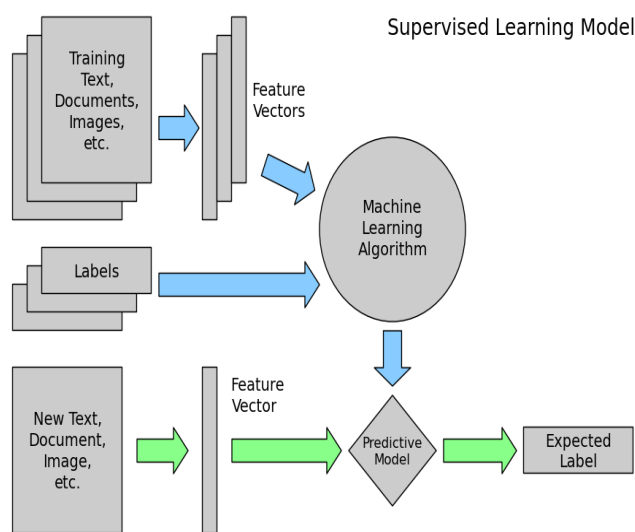 Supervised Learning Model
Training
Text,
Documents,
Images,
etc.
Feature
Vectors
Machine
Learning
Algorithm
Labels
New Text,
Document,
Image,
etc.
Feature
Vector
Predictive
Model
Expected
Label